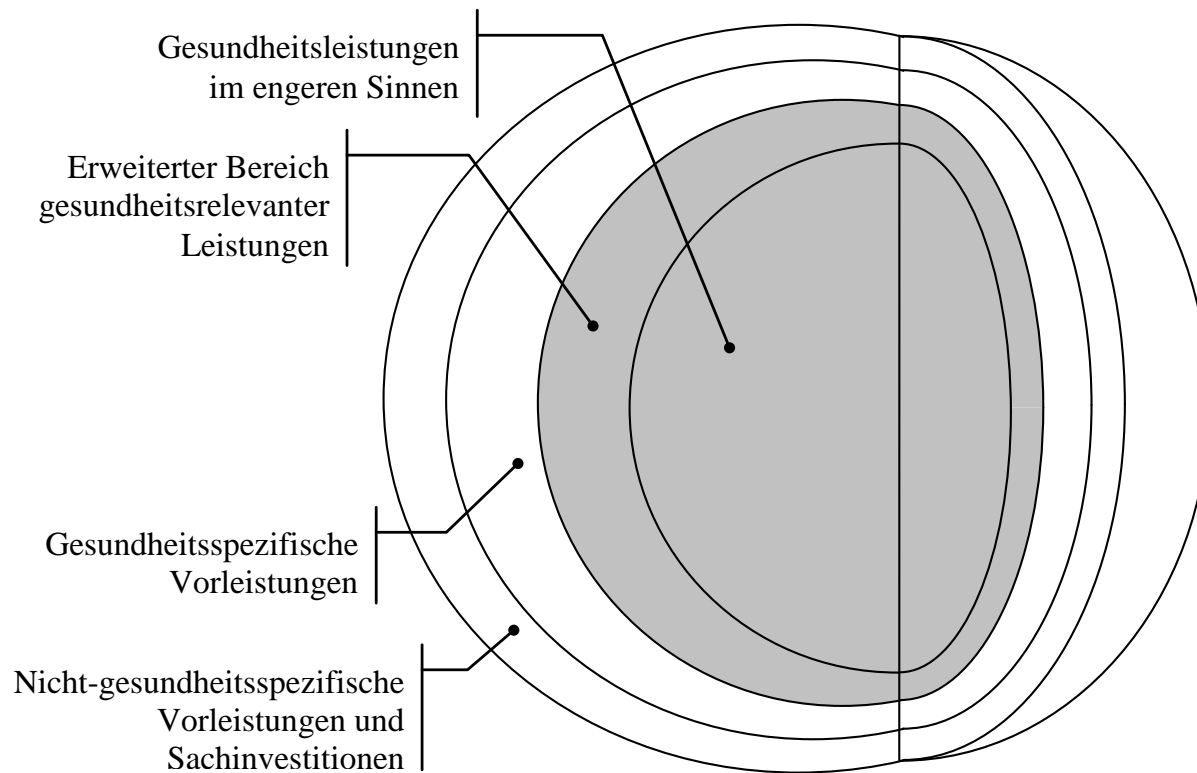 Gesundheitsleistungen
im engeren Sinnen
Erweiterter Bereich
gesundheitsrelevanter
Leistungen
Gesundheitsspezifische
Vorleistungen
Nicht-gesundheitsspezifische
Vorleistungen und
Sachinvestitionen